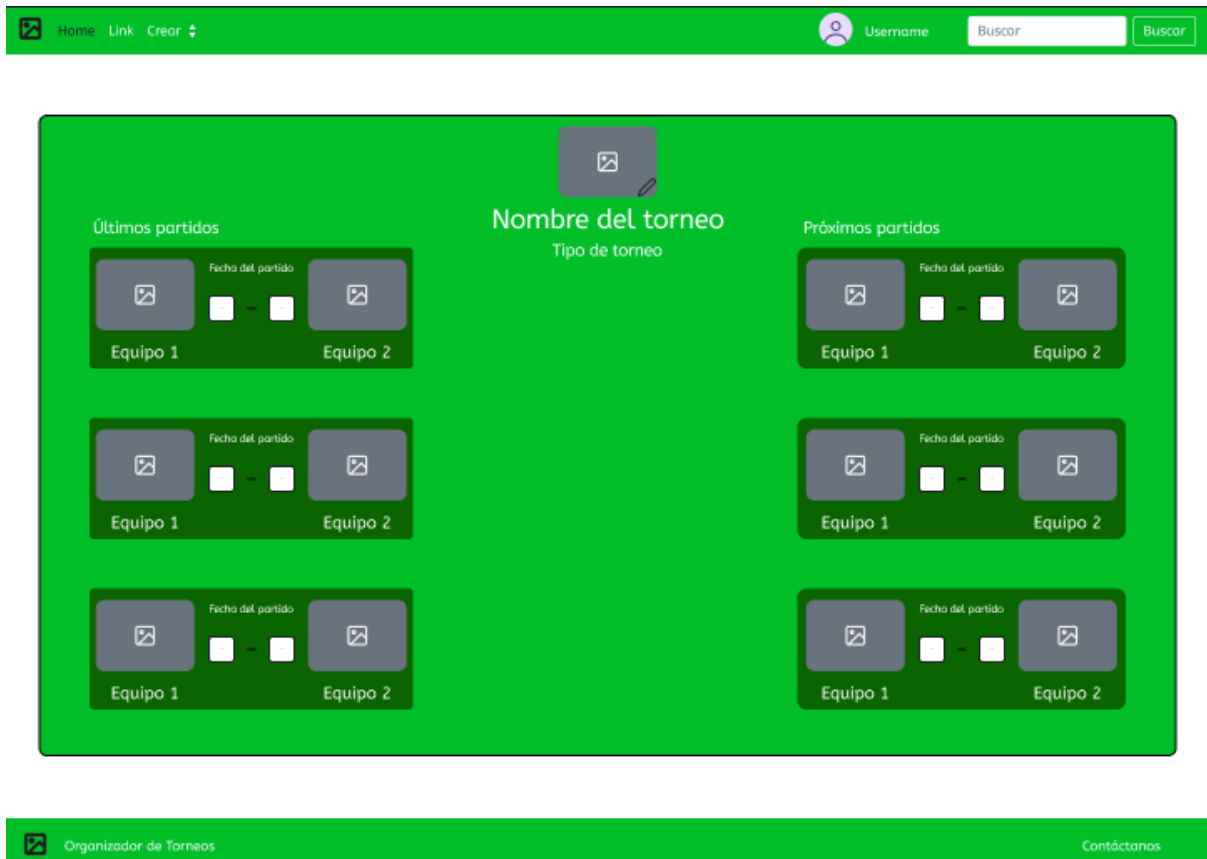 Home Link Crear
Username
Buscar
Buscar
Nombre del torneo
Tipo de torneo
Últimos partidos
Fecha del partido
-
Equipo 1 Equipo 2
Fecha del partido
-
Equipo 1 Equipo 2
Fecha del partido
-
Equipo 1 Equipo 2
Próximos partidos
Fecha del partido
-
Equipo 1 Equipo 2
Fecha del partido
-
Equipo 1 Equipo 2
Fecha del partido
-
Equipo 1 Equipo 2
Organizador de Torneos
Contáctanos